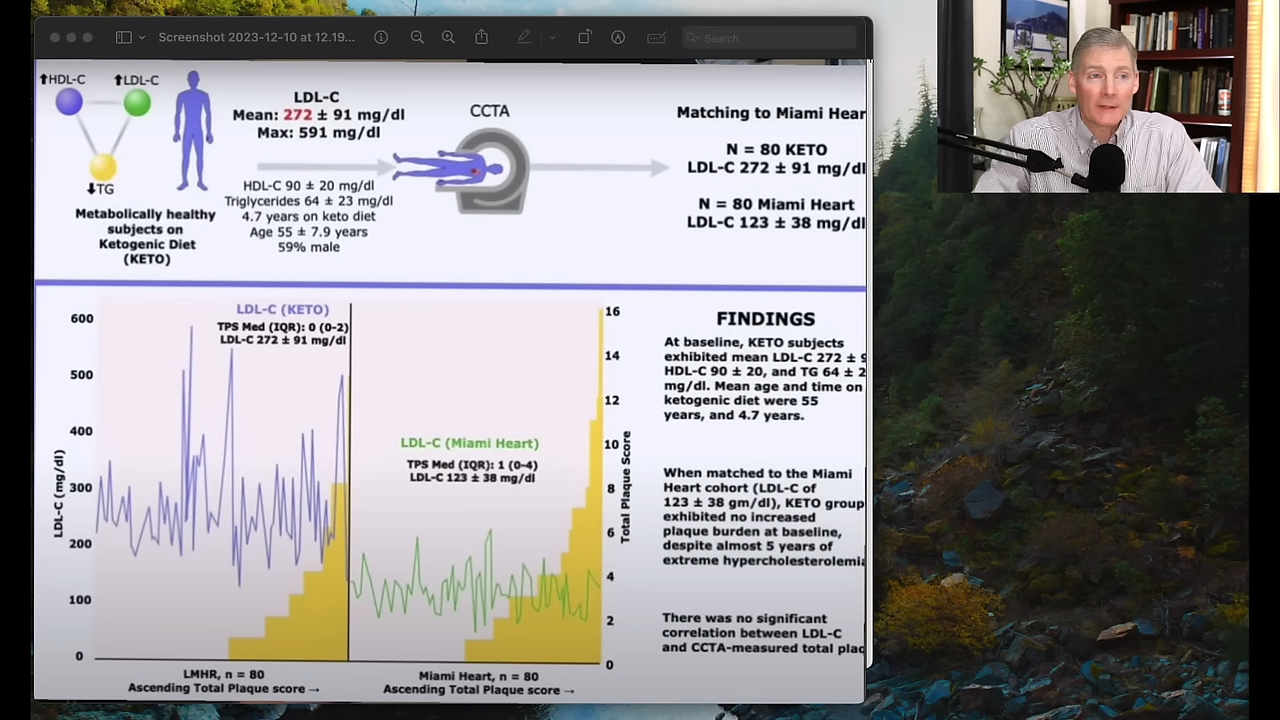 Screenshot 2023-12-10 at 12.19...
Search
↑HDL-C
↑LDL-C
↓TG
Metabolically healthy
subjects on
Ketogenic Diet
(KETO)
LDL-C
Mean: 272 ± 91 mg/dl
Max: 591 mg/dl
HDL-C 90 ± 20 mg/dl
Triglycerides 64 ± 23 mg/dl
4.7 years on keto diet
Age 55 ± 7.9 years
59% male
CCTA
Matching to Miami Hear
N = 80 KETO
LDL-C 272 ± 91 mg/dl
N = 80 Miami Heart
LDL-C 123 ± 38 mg/dl
LDL-C (KETO)
TPS Med (IQR): 0 (0-2)
LDL-C 272 ± 91 mg/dl
LDL-C (mg/dl)
600
500
400
300
200
100
0
LDL-C (Miami Heart)
TPS Med (IQR): 1 (0-4)
LDL-C 123 ± 38 mg/dl
16
14
12
10
8
6
4
2
0
Total Plaque Score
LMHR, n = 80
Ascending Total Plaque score →
Miami Heart, n = 80
Ascending Total Plaque score →
FINDINGS
At baseline, KETO subjects
exhibited mean LDL-C 272 ± 9
HDL-C 90 ± 20, and TG 64 ± 2
mg/dl. Mean age and time on
ketogenic diet were 55
years, and 4.7 years.
When matched to the Miami
Heart cohort (LDL-C of
123 ± 38 gm/dl), KETO group
exhibited no increased
plaque burden at baseline,
despite almost 5 years of
extreme hypercholesterolemia
There was no significant
correlation between LDL-C
and CCTA-measured total plaq